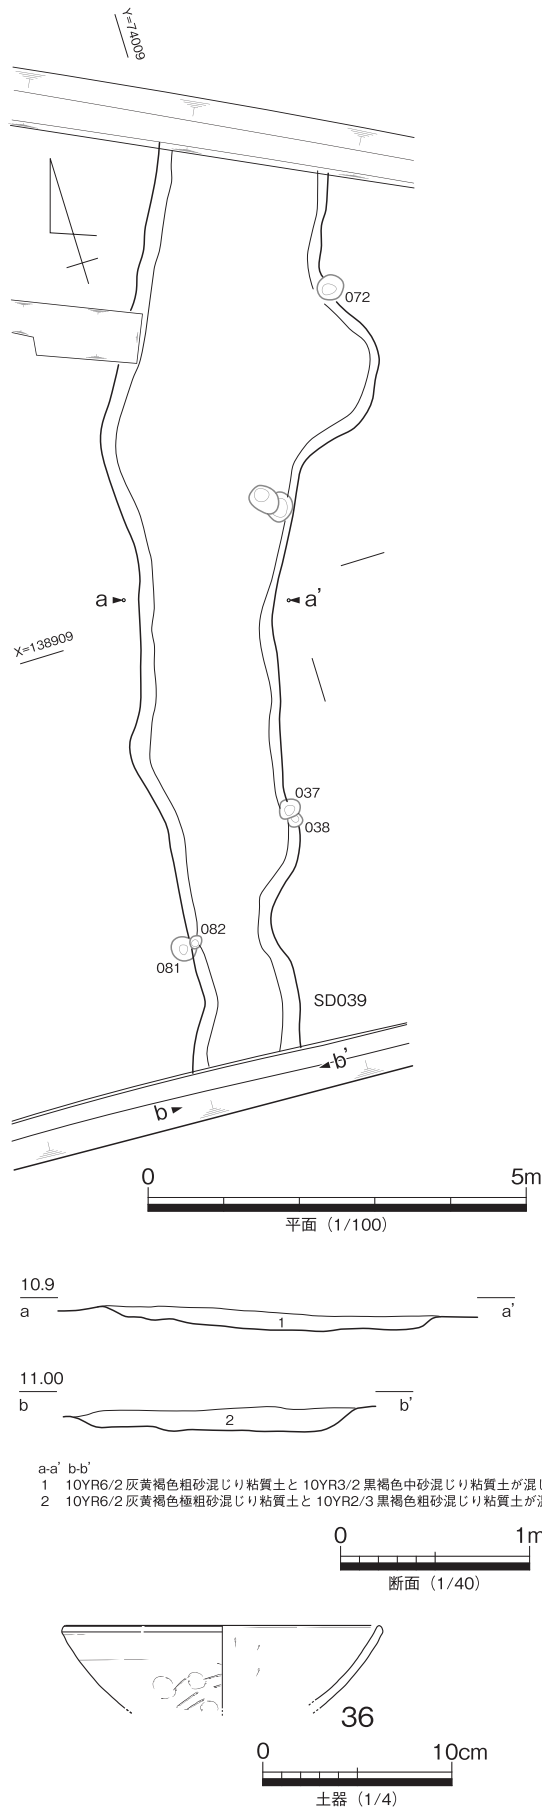 Y=74009
072
a a'
X=138909
037
038
082
081
SD039
b'
b
0 5m
平面（1/100）
10.9
a a'
1
11.00
b b'
2
a-a' b-b'
1 10YR6/2 灰黄褐色粗砂混じり粘質土と 10YR3/2 黒褐色中砂混じり粘質土が混じ
2 10YR6/2 灰黄褐色極粗砂混じり粘質土と 10YR2/3 黒褐色粗砂混じり粘質土が
0 1m
断面（1/40）
36
0 10cm
土器（1/4）